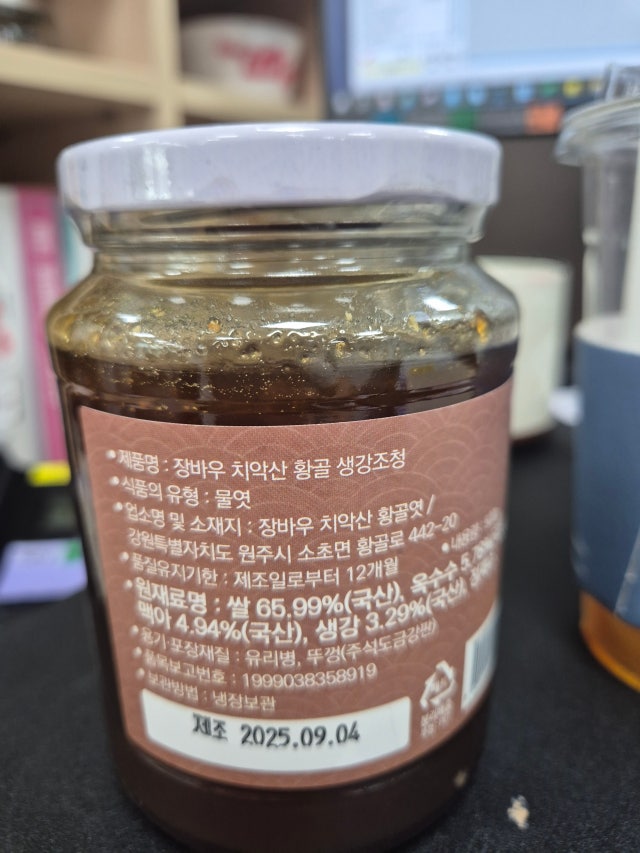 • 제품명 : 장바우 치악산 황골 생강조청
• 식품의 유형 : 물엿
• 업소명 및 소재지 : 장바우 치악산 황골엿 /
강원특별자치도 원주시 소초면 황골로 442-20
• 품질유지기한 : 제조일로부터 12개월
• 원재료명 : 쌀 65.99%(국산), 옥수수
맥아 4.94%(국산), 생강 3.29%(국산),
• 용기·포장재질 : 유리병, 뚜껑(주석도금강판)
• 품목보고번호 : 1999038358919
• 보관방법 : 냉장보관
제조 2025.09.04